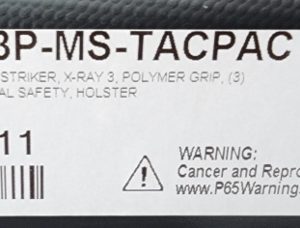 3P-MS-TACPAC
STRIKER, X-RAY 3, POLYMER GRIP, (3)
AL SAFETY, HOLSTER
11
WARNING:
Cancer and Repro
www.P65Warning